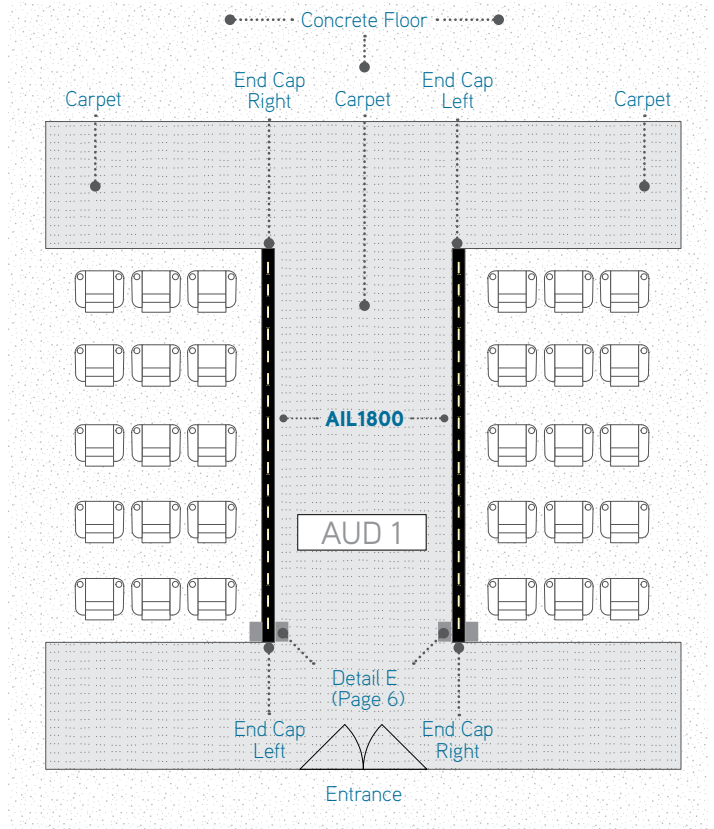 Concrete Floor
End Cap
Right
End Cap
Left
Carpet
Carpet
Carpet
AIL1800
AUD 1
Detail E
(Page 6)
End Cap
Left
End Cap
Right
Entrance